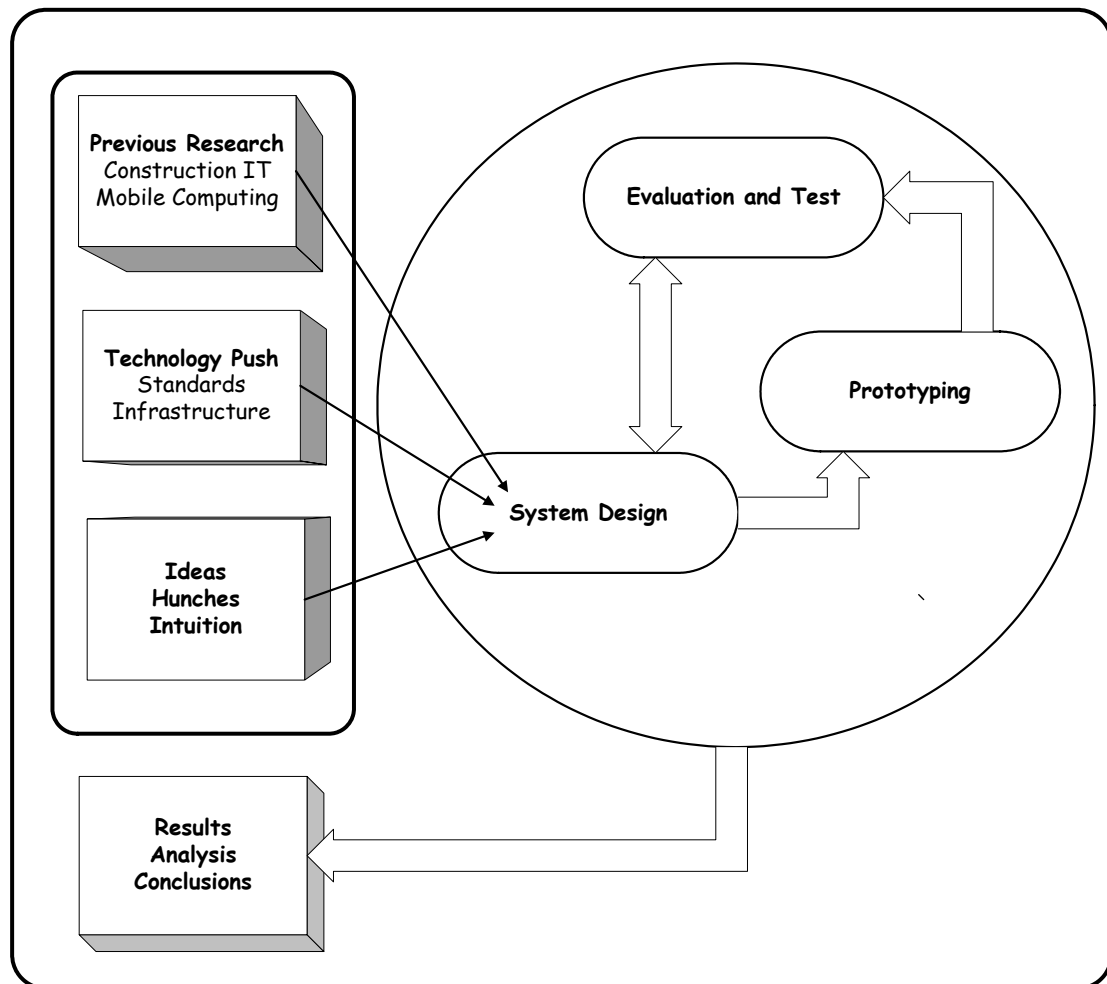 Previous Research
Construction IT
Mobile Computing
Technology Push
Standards
Infrastructure
Ideas
Hunches
Intuition
Results
Analysis
Conclusions
Evaluation and Test
Prototyping
System Design